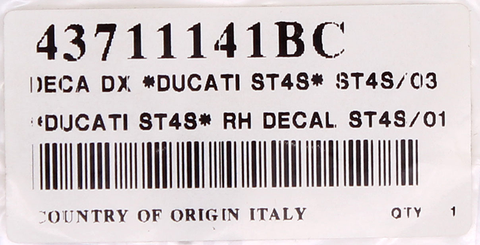 43711141BC
DECA DX *DUCATI ST4S* ST4S/03
*DUCATI ST4S* RH DECAL ST4S/01
COUNTRY OF ORIGIN ITALY QTY 1